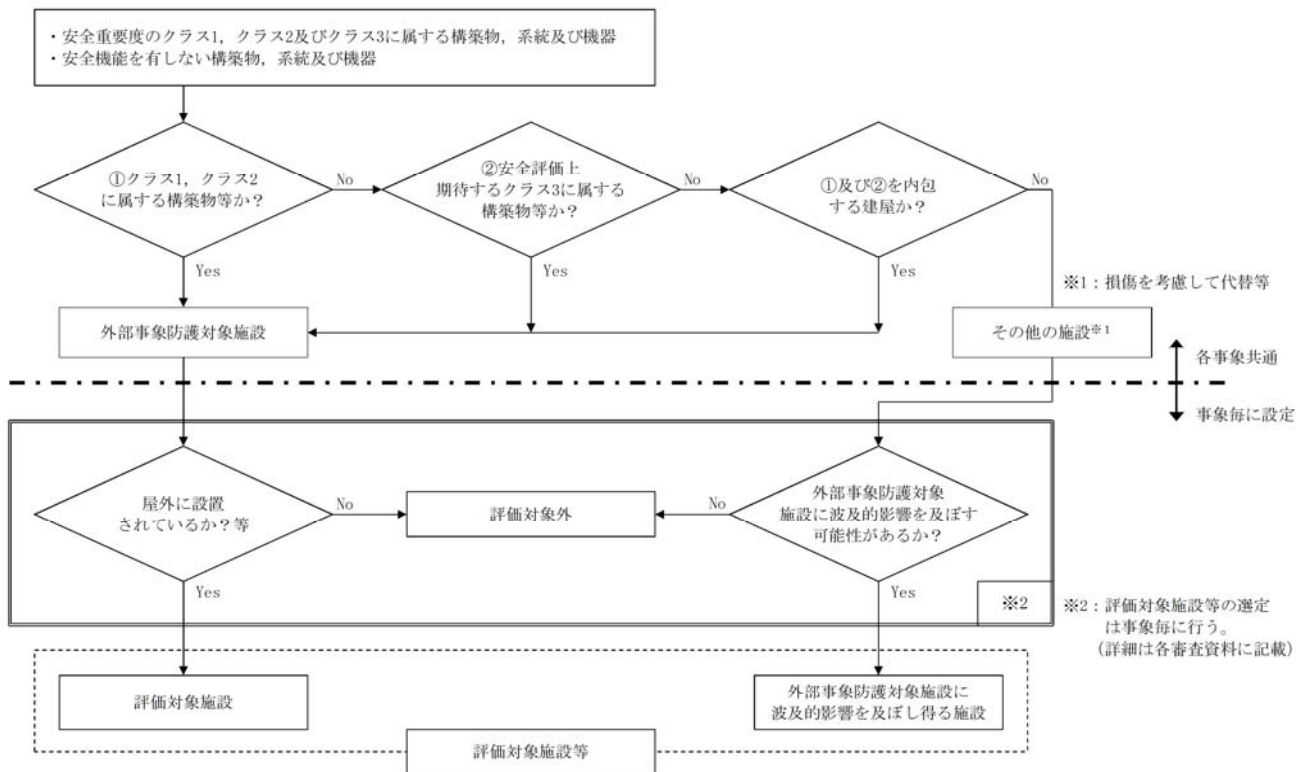 ・安全重要度のクラス1，クラス2及びクラス3に属する構築物，系統及び機器
・安全機能を有しない構築物，系統及び機器
①クラス1，クラス2
に属する構築物等か？
No
②安全評価上
期待するクラス3に属する
構築物等か？
No
①及び②を内包
する建屋か？
No
Yes
Yes
Yes
※1：損傷を考慮して代替等
外部事象防護対象施設
その他の施設※1
各事象共通
事象毎に設定
屋外に設置
されているか？等
No
評価対象外
No
外部事象防護対象
施設に波及的影響を及ぼす
可能性があるか？
Yes
Yes
※2
※2：評価対象施設等の選定
は事象毎に行う。
（詳細は各審査資料に記載）
評価対象施設
外部事象防護対象施設に
波及的影響を及ぼし得る施設
評価対象施設等